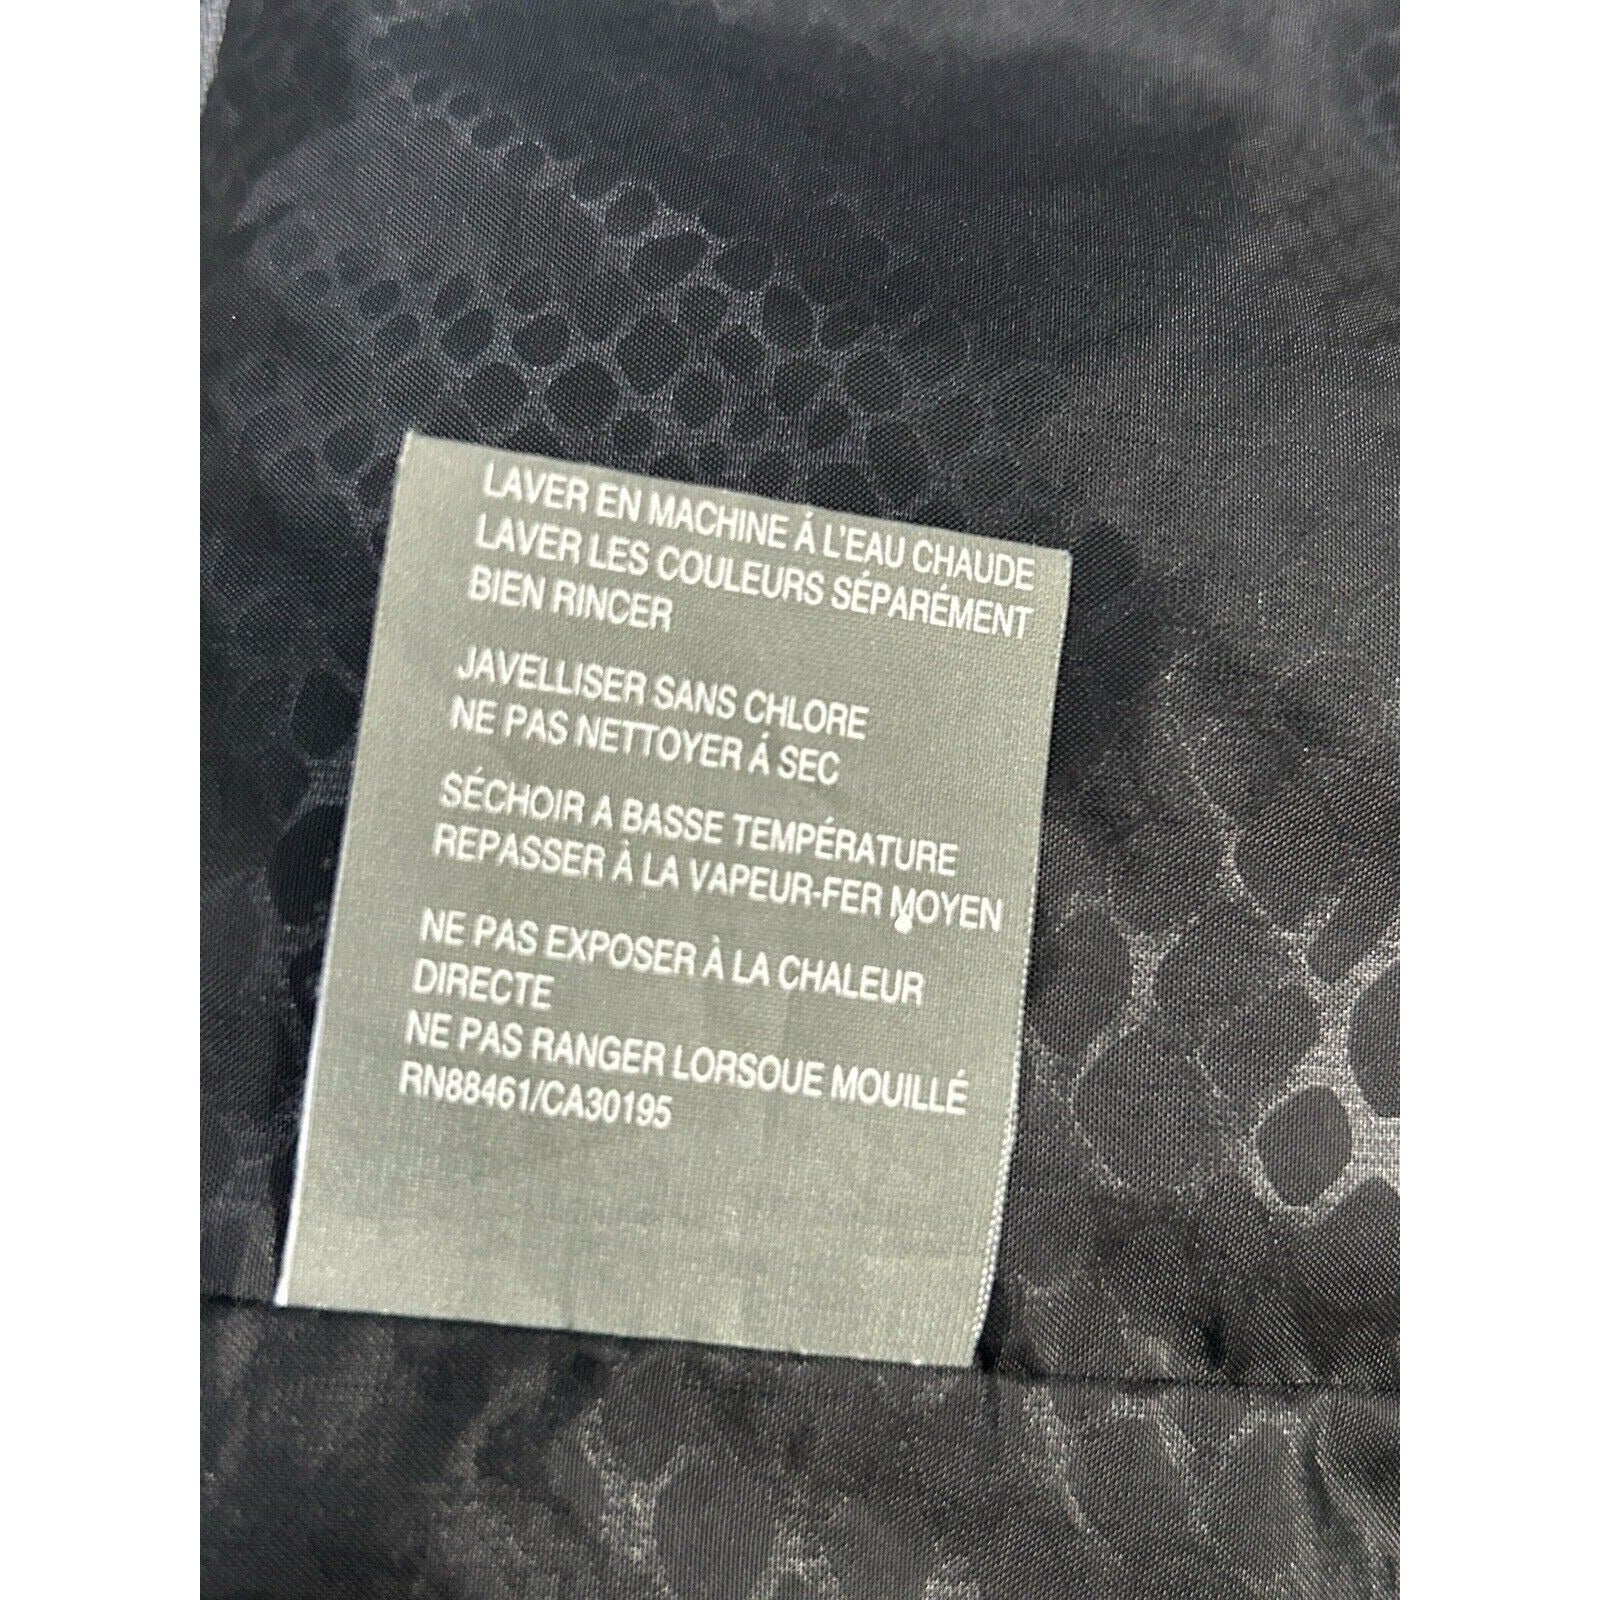 LAVER EN MACHINE Á L'EAU CHAUDE
LAVER LES COULEURS SÉPARÉMENT
BIEN RINCER
JAVELLISER SANS CHLORE
NE PAS NETTOYER Á SEC
SÉCHOIR A BASSE TEMPÉRATURE
REPASSER À LA VAPEUR-FER MOYEN
NE PAS EXPOSER À LA CHALEUR
DIRECTE
NE PAS RANGER LORSOUE MOUILLÉ
RN88461/CA30195